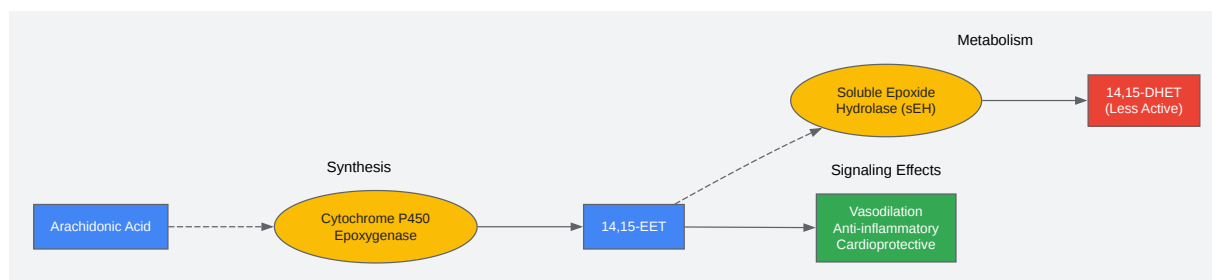 Metabolism
Soluble Epoxide
Hydrolase (sEH)
14,15-DHET
(Less Active)
Synthesis
Signaling Effects
Arachidonic Acid
Cytochrome P450
Epoxygenase
14,15-EET
Vasodilation
Anti-inflammatory
Cardioprotective